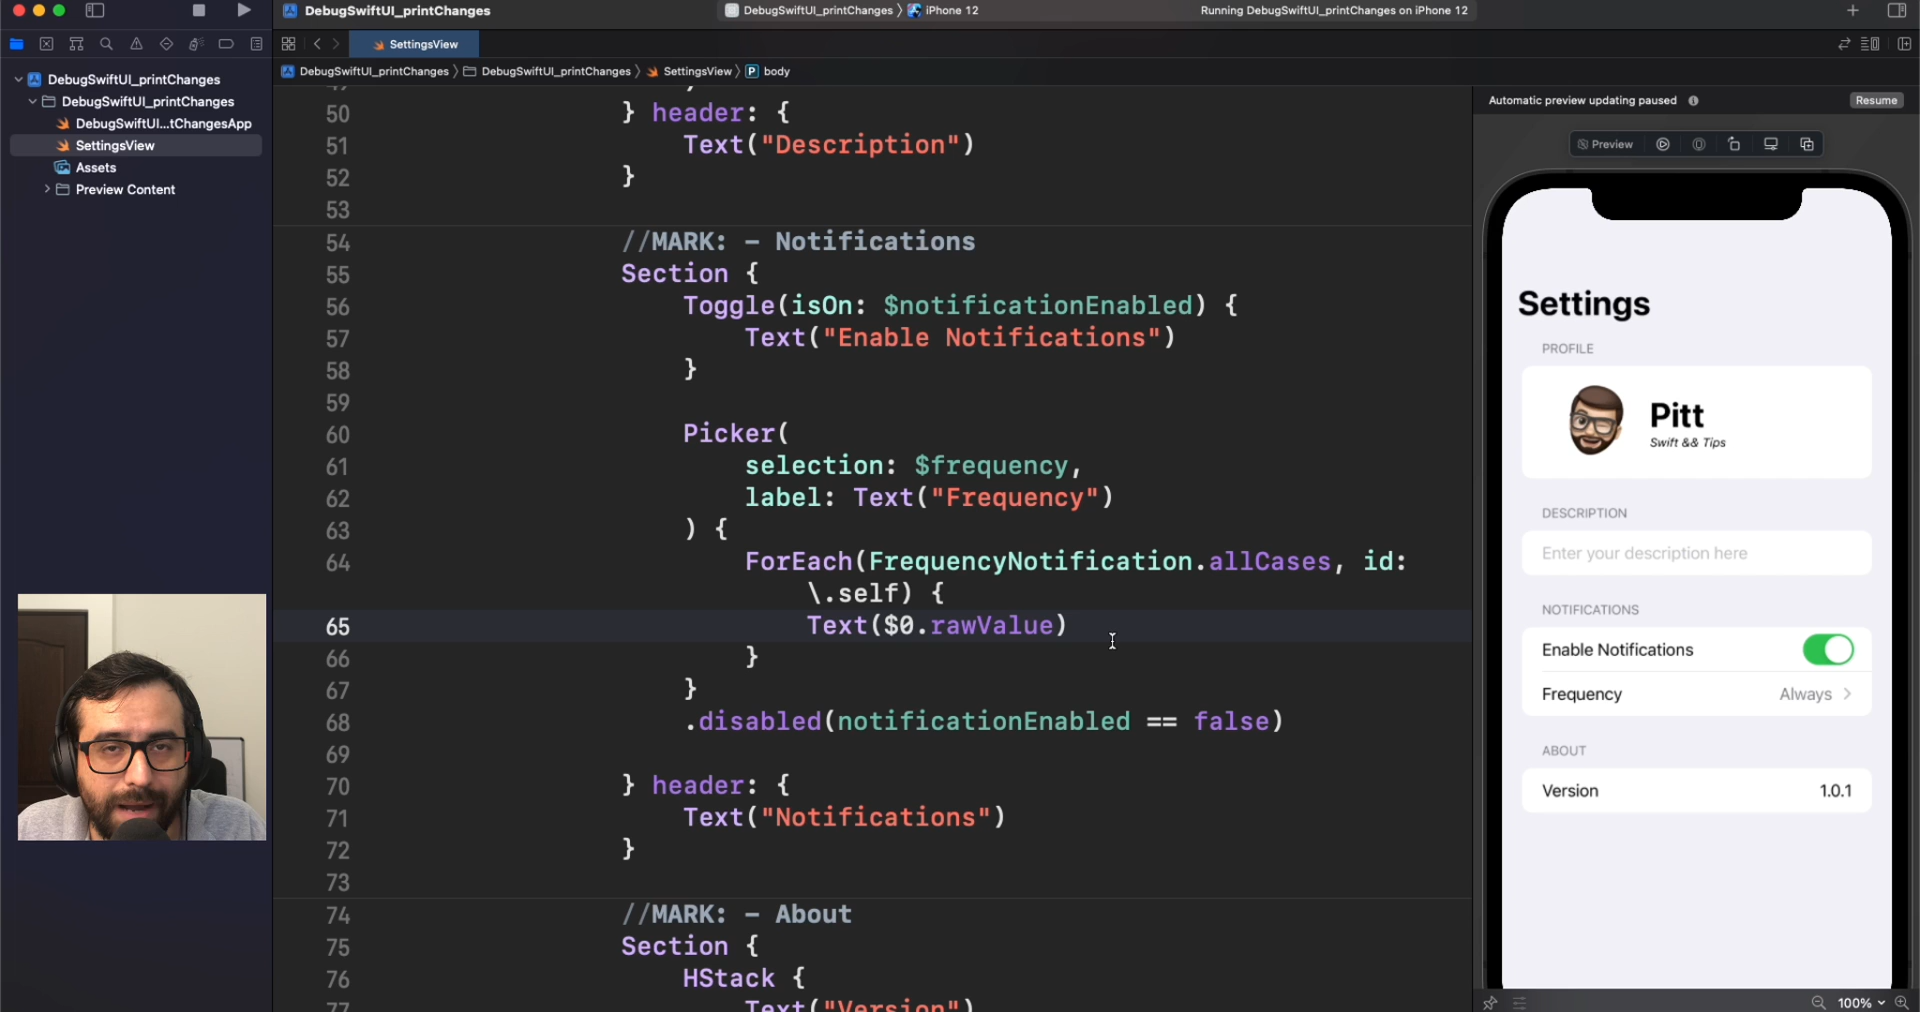 DebugSwiftUI_printChanges
DebugSwiftUI_printChanges
iPhone 12
Running DebugSwiftUI_printChanges on iPhone 12
SettingsView
DebugSwiftUI_printChanges
DebugSwiftUI_printChanges
SettingsView
P
body
DebugSwiftUI_printChanges
DebugSwiftUI_printChanges
DebugSwiftUI...tChangesApp
SettingsView
Assets
Preview Content
50 } header: {
51 Text("Description")
52 }
53
54 //MARK: - Notifications
55 Section {
56 Toggle(isOn: $notificationEnabled) {
57 Text("Enable Notifications")
58 }
59
60 Picker(
61 selection: $frequency,
62 label: Text("Frequency")
63 ) {
64 ForEach(FrequencyNotification.allCases, id:
\.self) {
65 Text($0.rawValue)
66 }
67 }
68 .disabled(notificationEnabled == false)
69
70 } header: {
71 Text("Notifications")
72 }
73
74 //MARK: - About
75 Section {
76 HStack {
77 Text("Version")
Automatic preview updating paused
Resume
Preview
Settings
PROFILE
Pitt
Swift && Tips
DESCRIPTION
Enter your description here
NOTIFICATIONS
Enable Notifications
Frequency Always
ABOUT
Version 1.0.1
100%